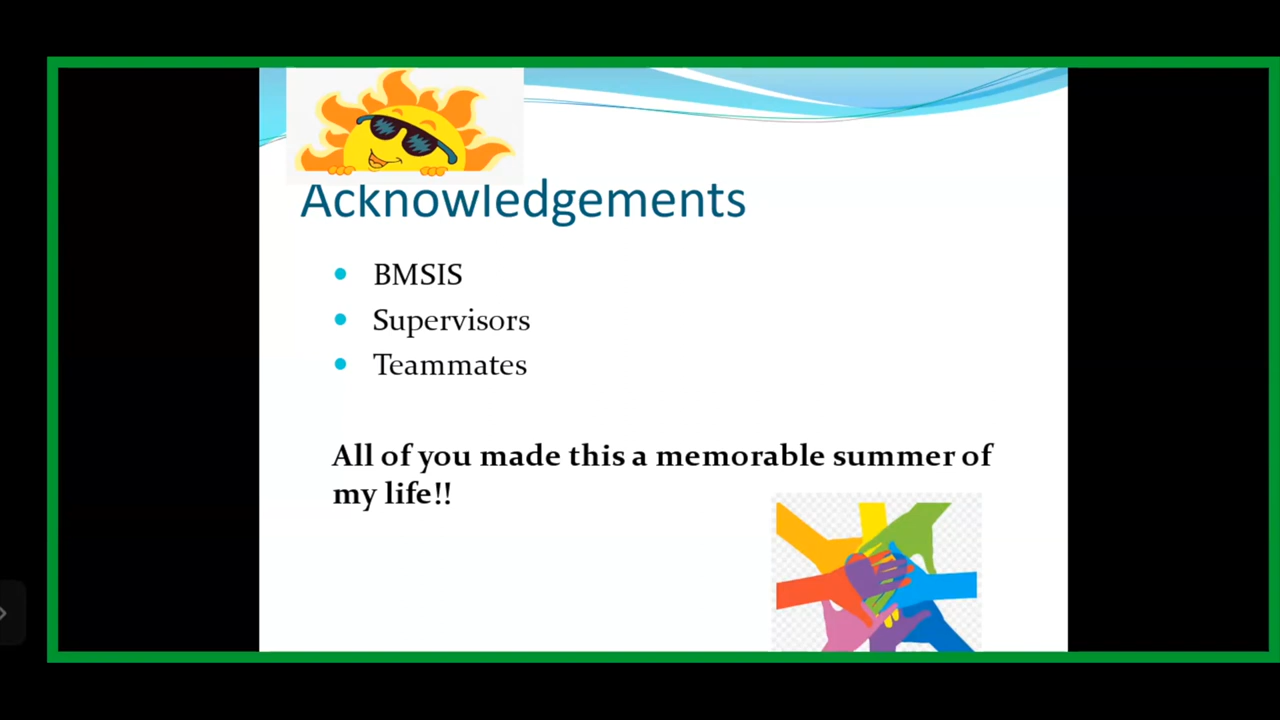 Acknowledgements
BMSIS
Supervisors
Teammates
All of you made this a memorable summer of
my life!!